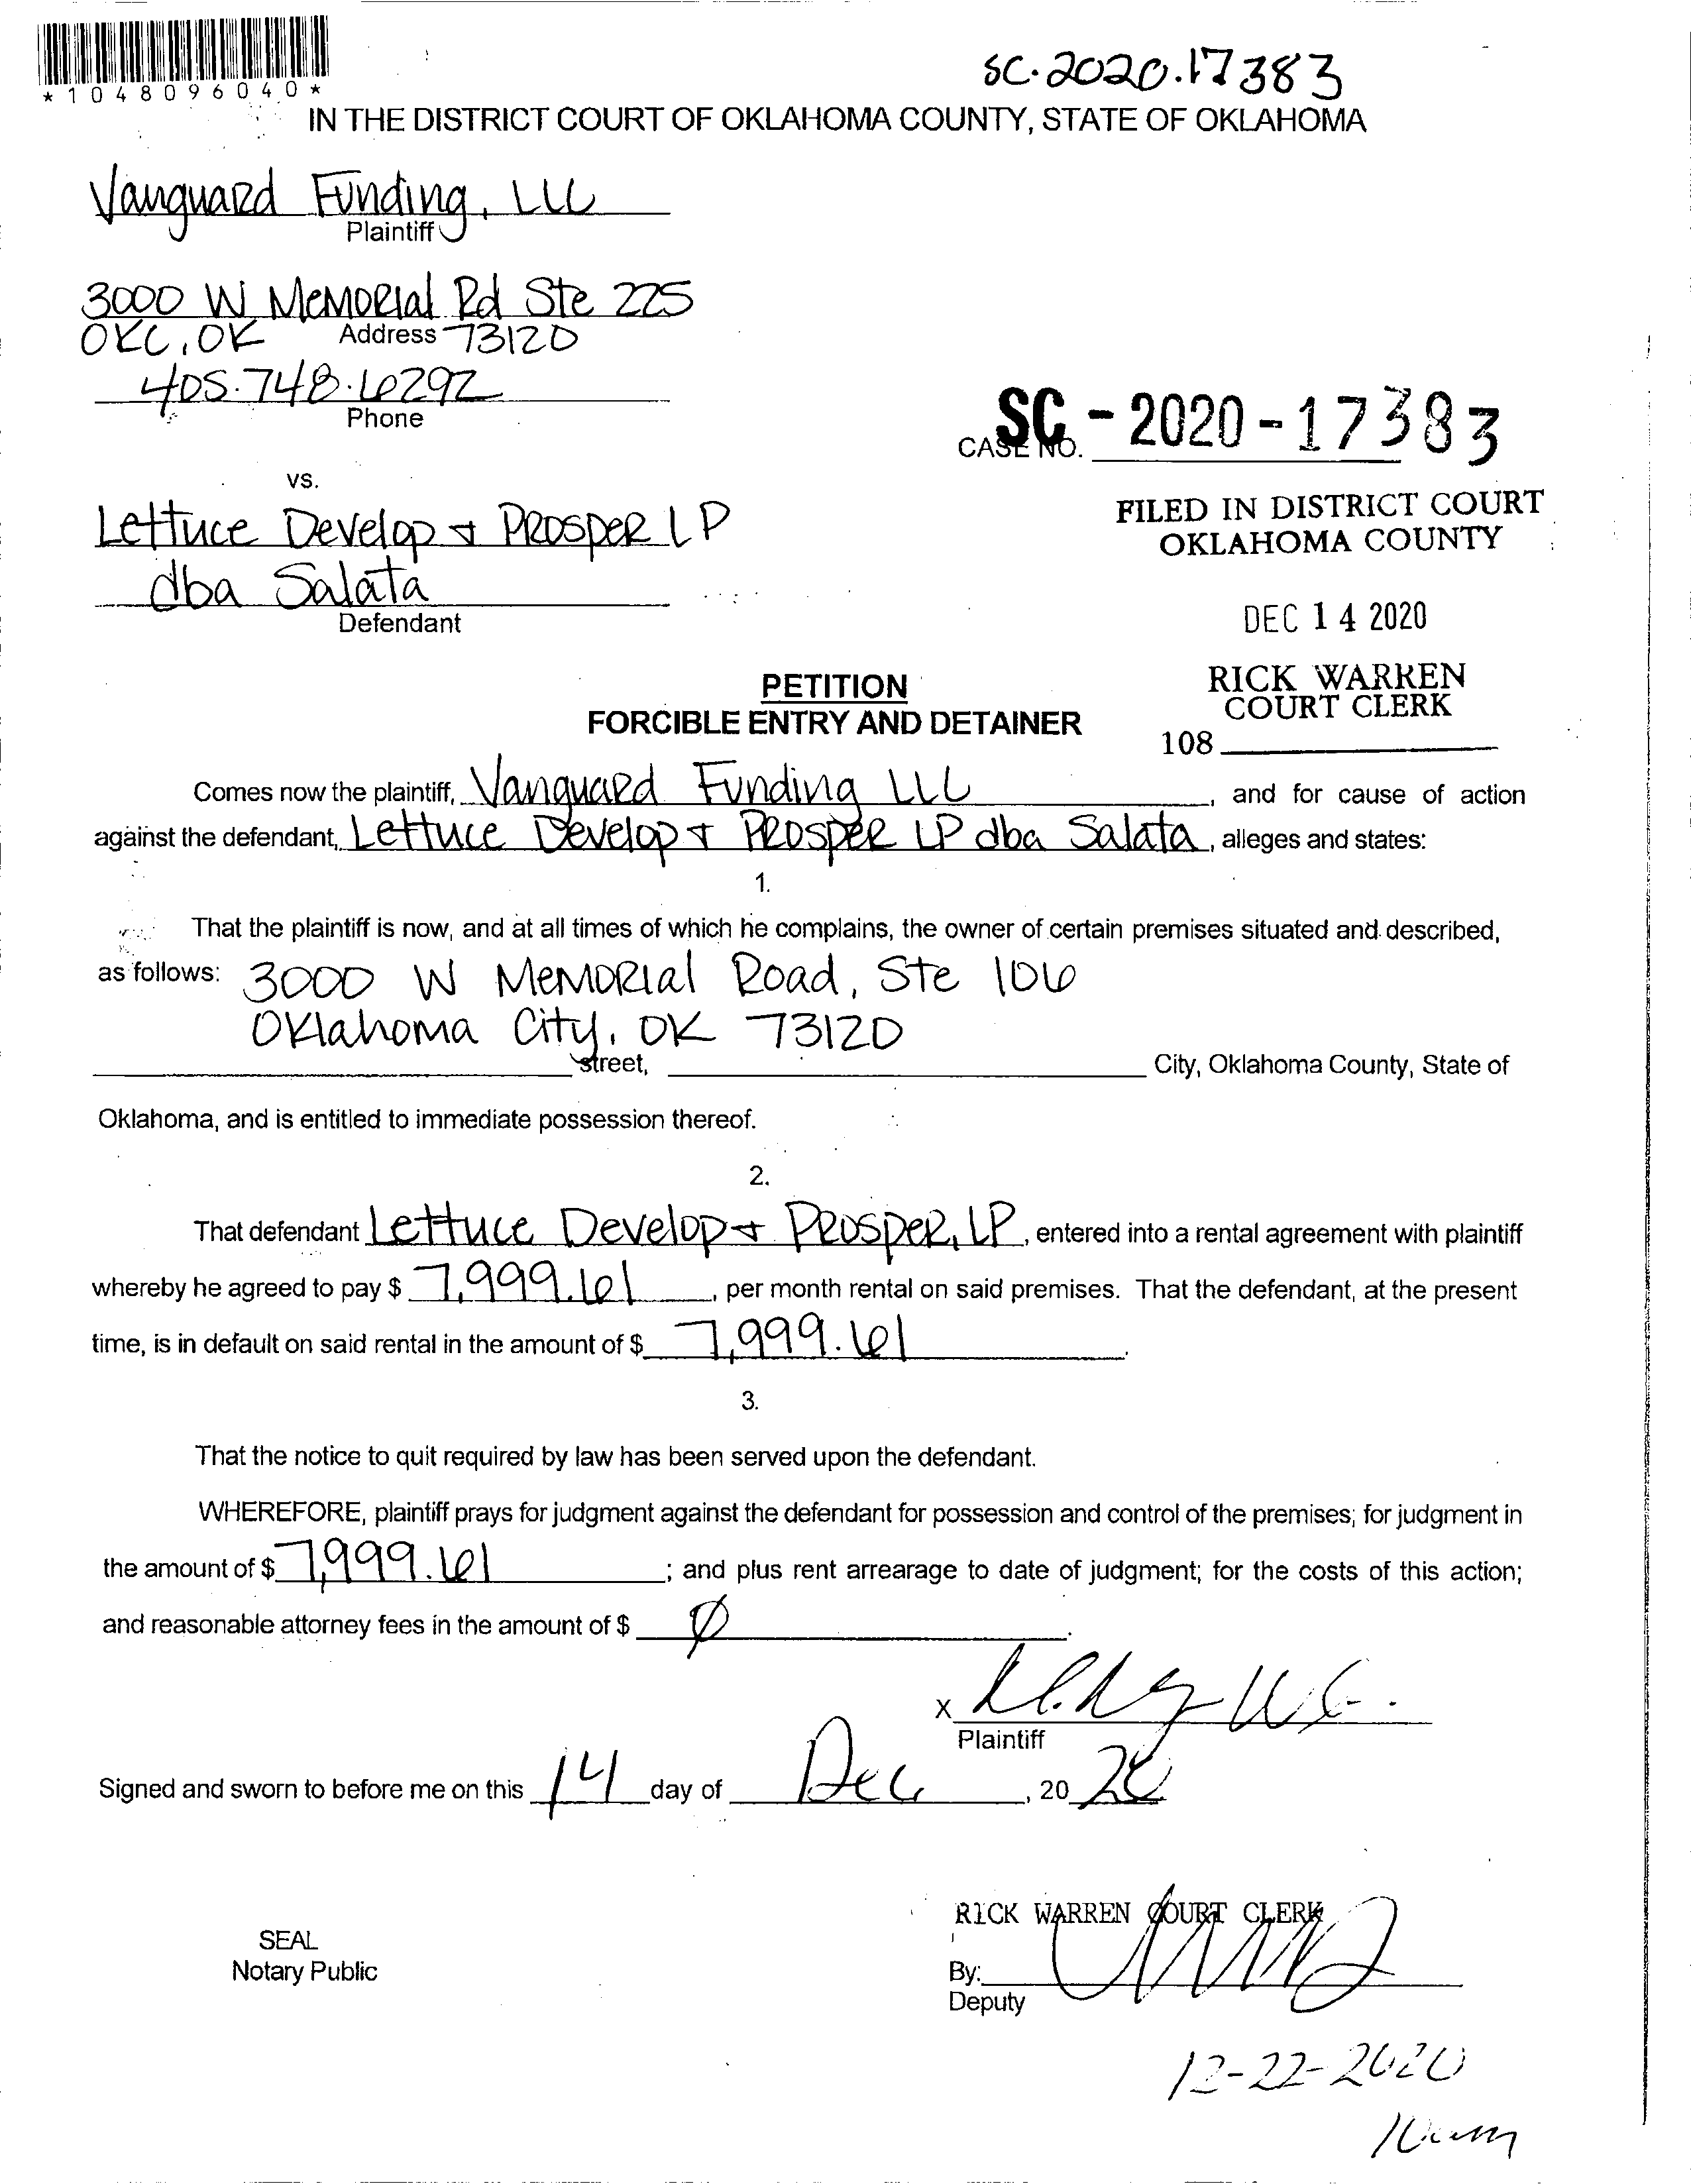 SC.2020.17383
*1048096040*
IN THE DISTRICT COURT OF OKLAHOMA COUNTY, STATE OF OKLAHOMA
Vanguard Funding, LLC
Plaintiff
3000 W Memorial Rd Ste 225
OKC, OK Address 73120
405.748.6292
Phone
CASE NO. SC-2020-17383
vs.
Lettuce Develop & Prosper LP
dba Salata
Defendant
FILED IN DISTRICT COURT
OKLAHOMA COUNTY
DEC 14 2020
RICK WARREN
COURT CLERK
108
PETITION
FORCIBLE ENTRY AND DETAINER
Comes now the plaintiff, Vanguard Funding LLC, and for cause of action
against the defendant, Lettuce Develop & Prosper LP dba Salata, alleges and states:
1.
That the plaintiff is now, and at all times of which he complains, the owner of certain premises situated and described,
as follows: 3000 W Memorial Road, Ste 106
Oklahoma City, OK 73120
street, City, Oklahoma County, State of
Oklahoma, and is entitled to immediate possession thereof.
2.
That defendant Lettuce Develop & Prosper, LP, entered into a rental agreement with plaintiff
whereby he agreed to pay $ 7,999.61, per month rental on said premises. That the defendant, at the present
time, is in default on said rental in the amount of $ 7,999.61.
3.
That the notice to quit required by law has been served upon the defendant.
WHEREFORE, plaintiff prays for judgment against the defendant for possession and control of the premises; for judgment in
the amount of $ 7,999.61; and plus rent arrearage to date of judgment; for the costs of this action;
and reasonable attorney fees in the amount of $ Ø.
X
Plaintiff
Signed and sworn to before me on this 14 day of Dec, 2020
RICK WARREN COURT CLERK
SEAL
Notary Public
By:
Deputy
12-22-2020
10am